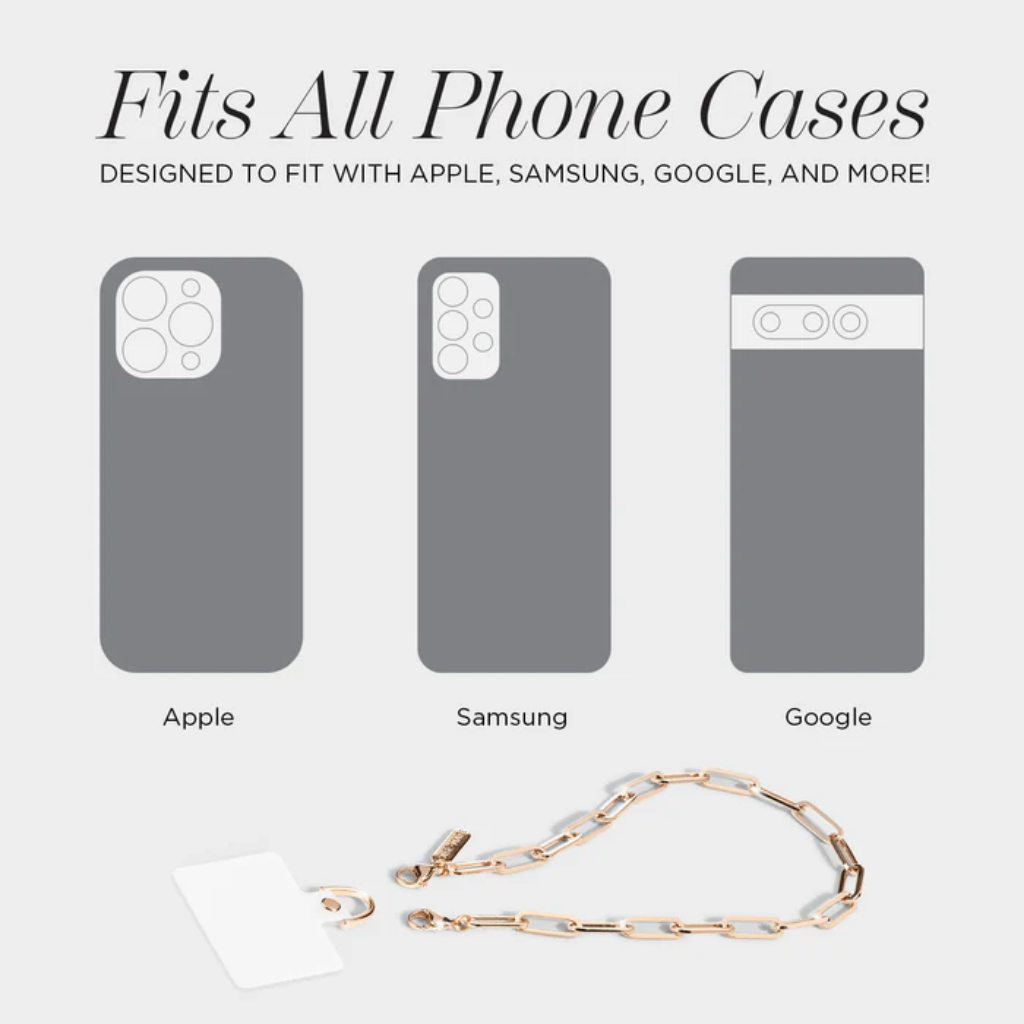 Fits All Phone Cases
DESIGNED TO FIT WITH APPLE, SAMSUNG, GOOGLE, AND MORE!
Apple
Samsung
Google